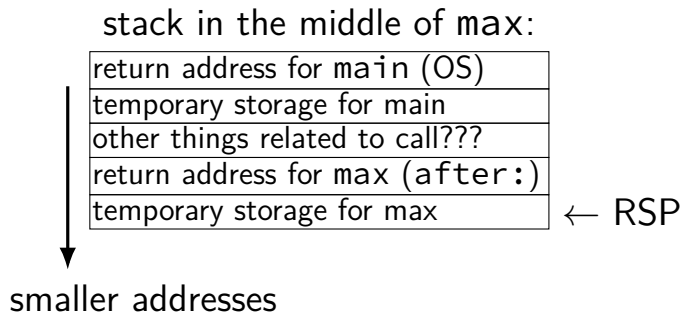 stack in the middle of max:
return address for main (OS)
temporary storage for main
other things related to call???
return address for max (after:)
temporary storage for max
← RSP
smaller addresses